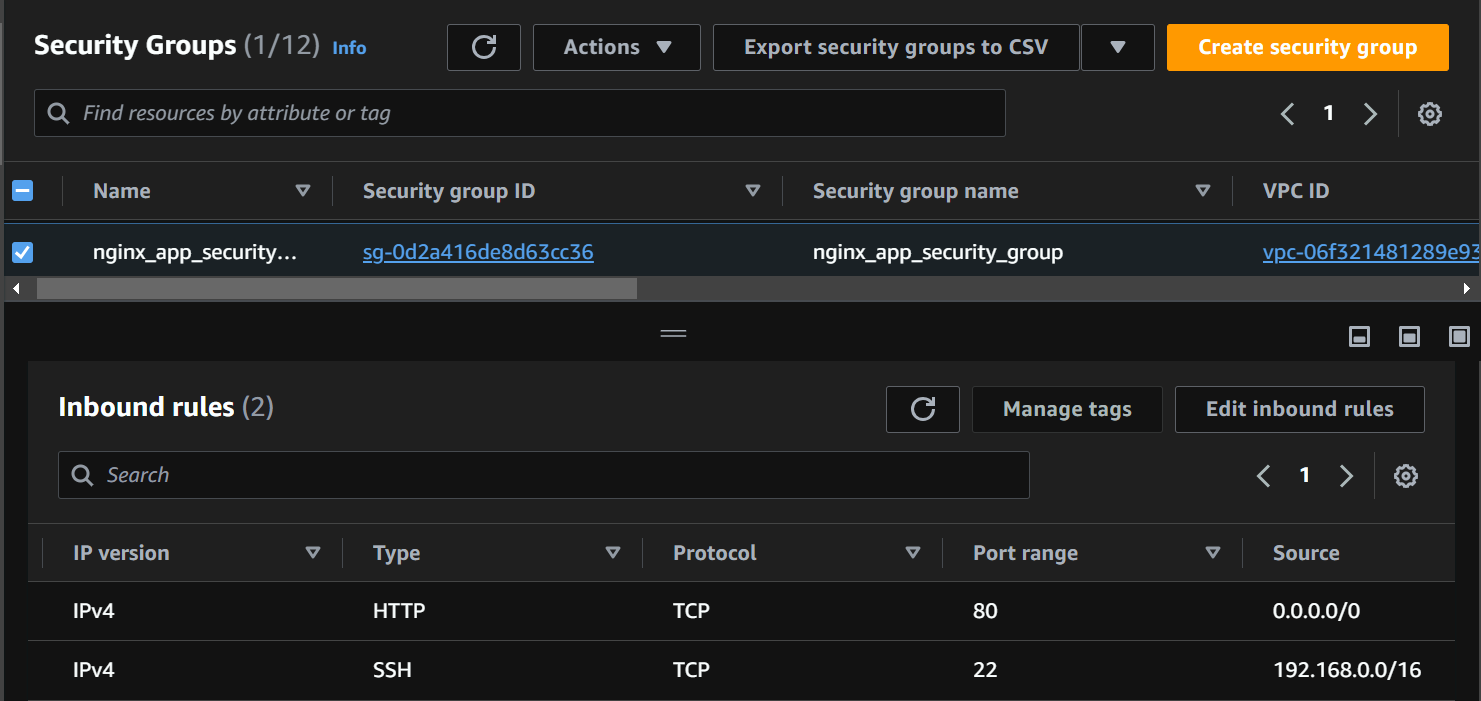 Security Groups (1/12) Info Actions Export security groups to CSV Create security group
Find resources by attribute or tag 1
Name Security group ID Security group name VPC ID
nginx_app_security... sg-0d2a416de8d63cc36 nginx_app_security_group vpc-06f321481289e93
Inbound rules (2) Manage tags Edit inbound rules
Search 1
IP version Type Protocol Port range Source
IPv4 HTTP TCP 80 0.0.0.0/0
IPv4 SSH TCP 22 192.168.0.0/16